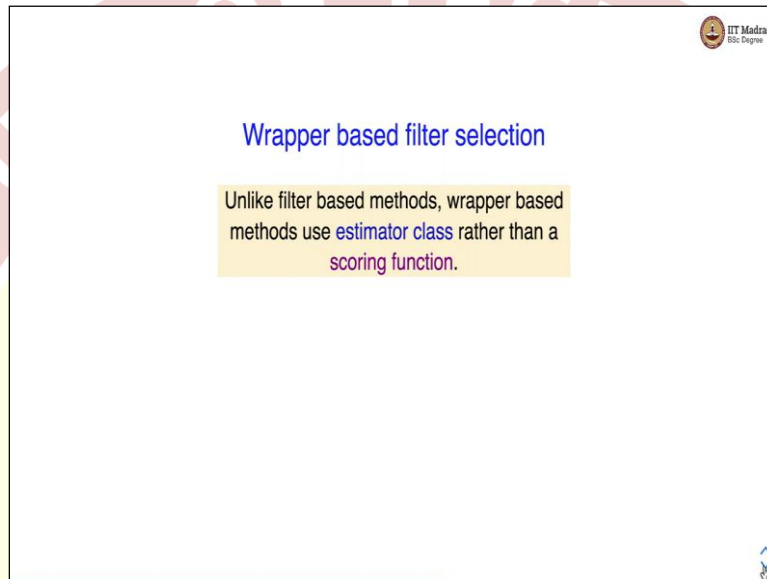 IIT Madra
BSc Degree
Wrapper based filter selection
Unlike filter based methods, wrapper based
methods use estimator class rather than a
scoring function.